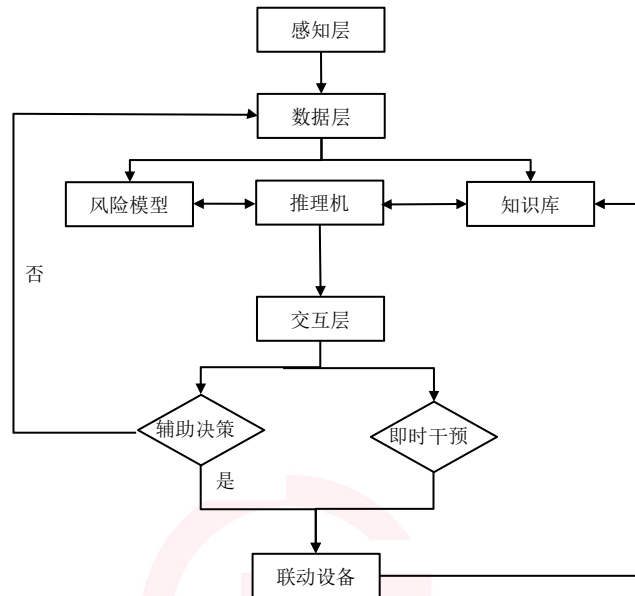 感知层
数据层
风险模型
推理机
知识库
否
交互层
辅助决策
即时干预
是
联动设备